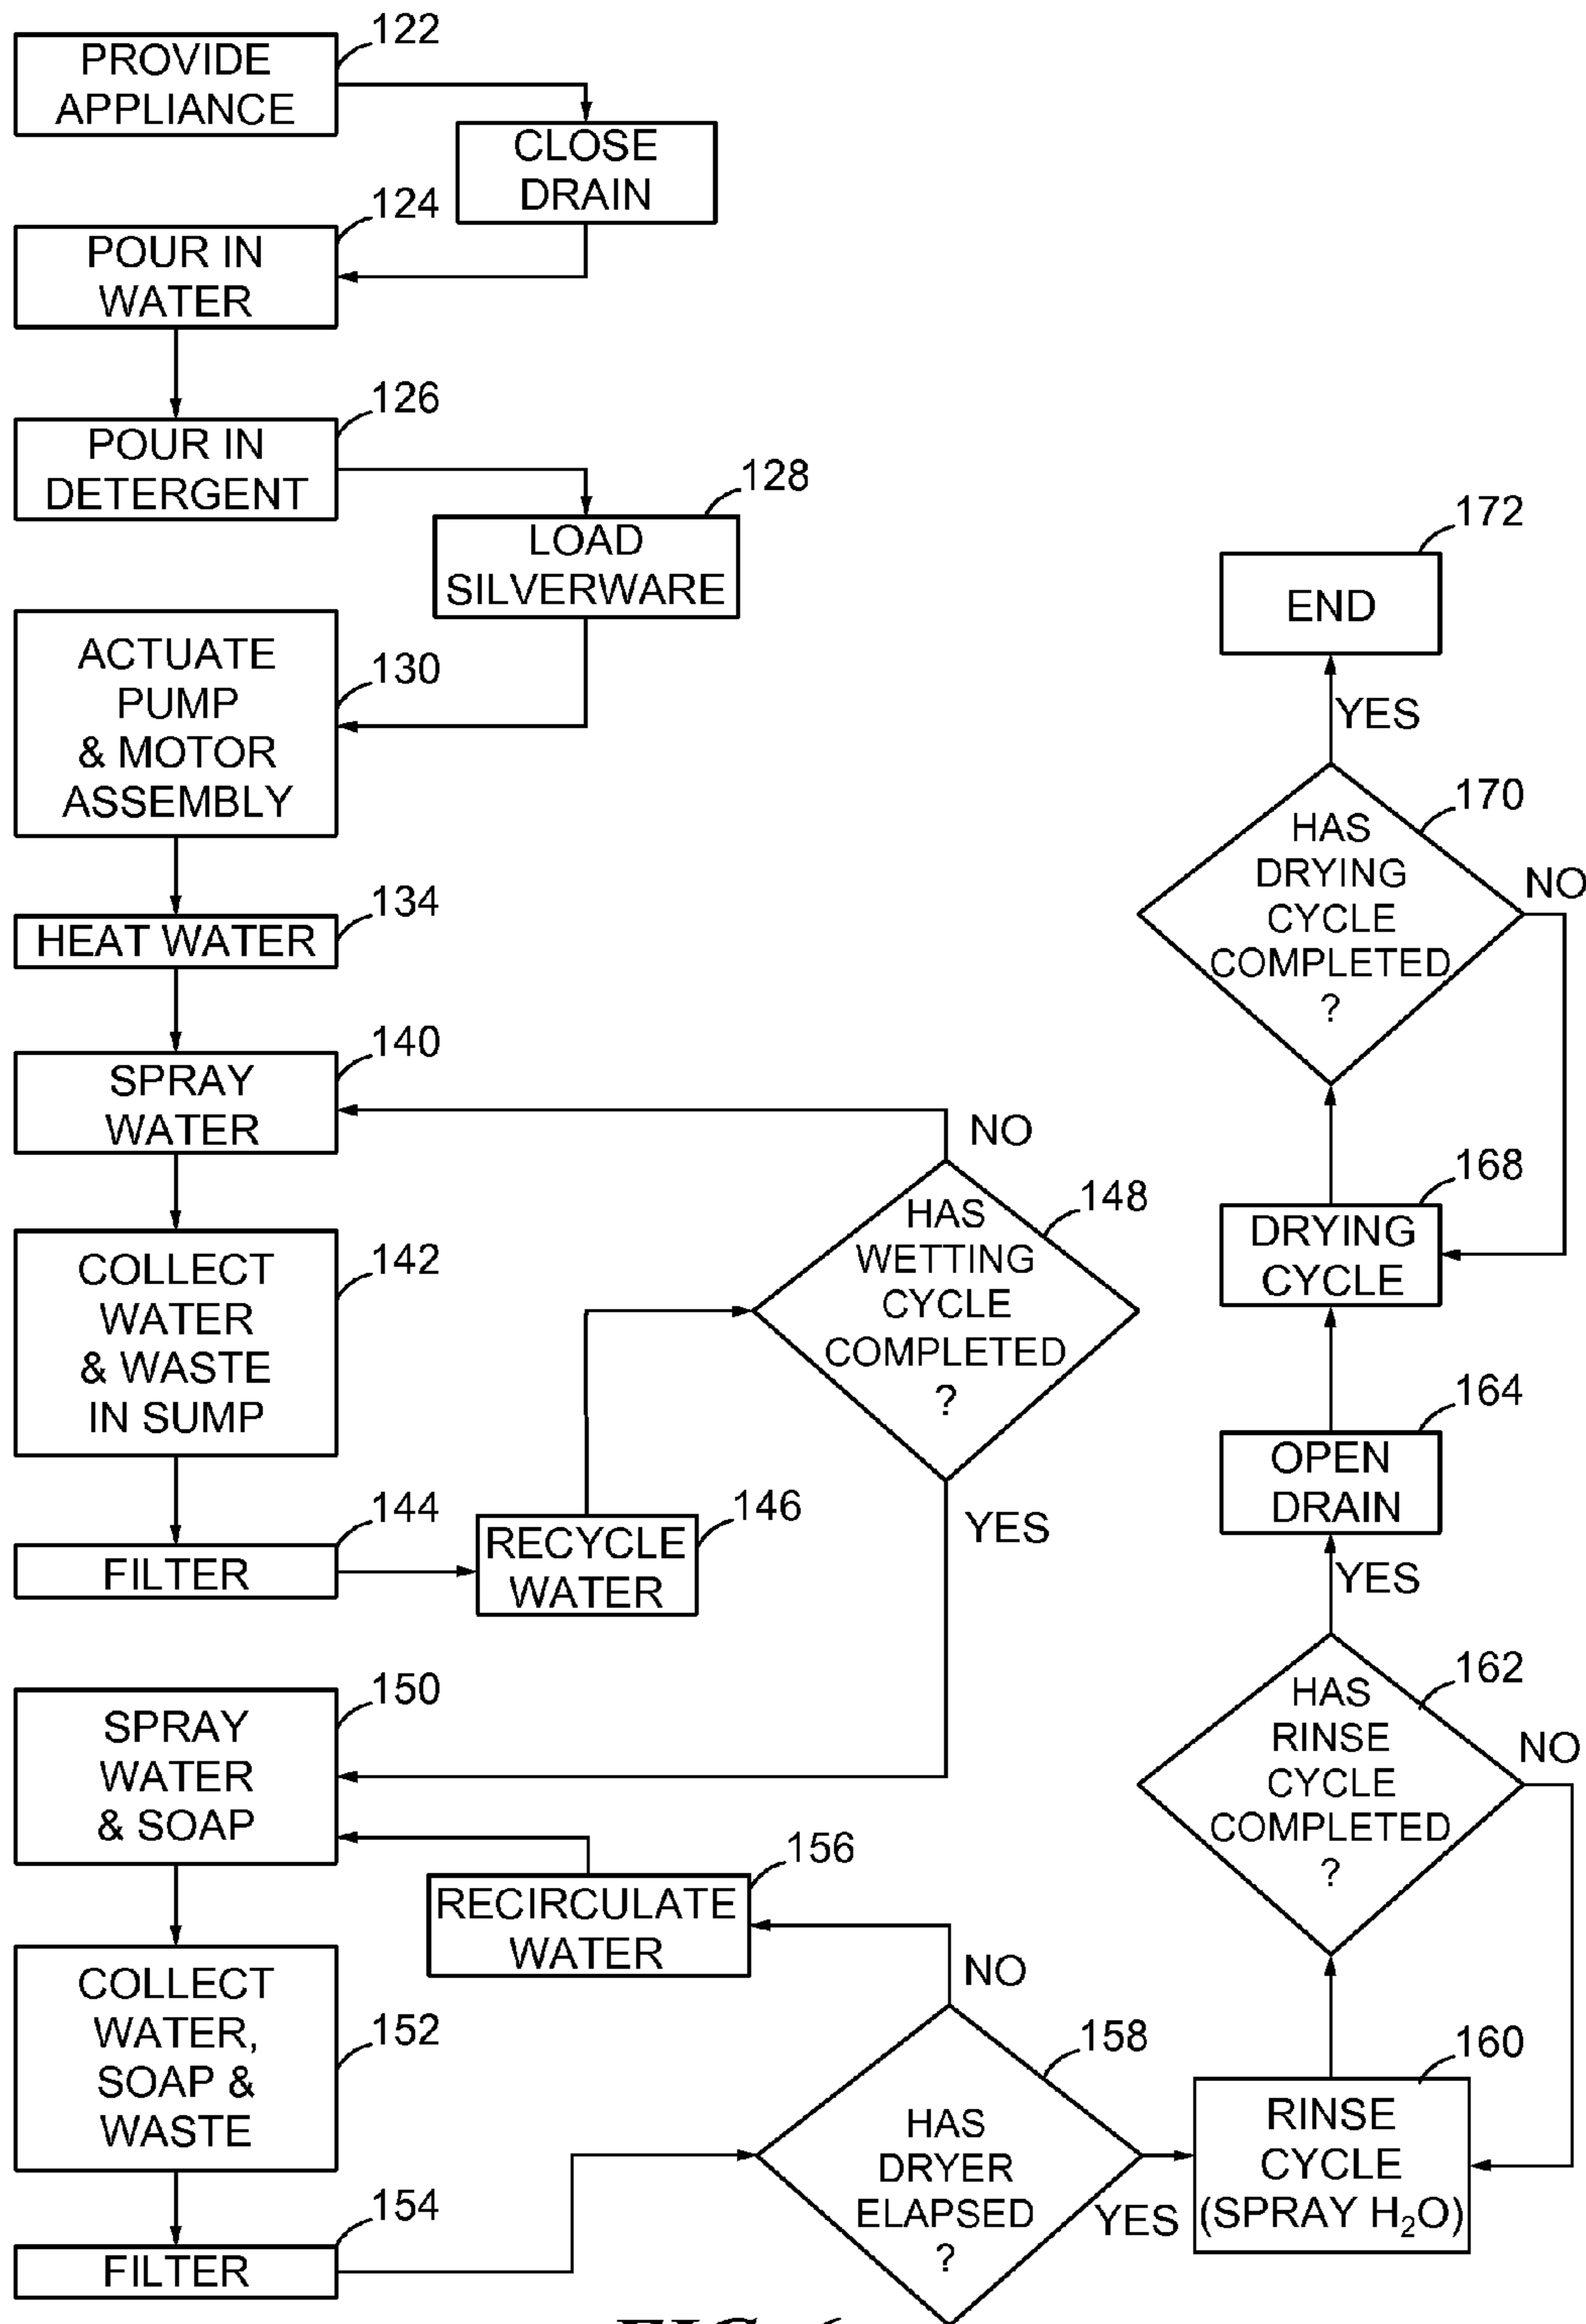 122
PROVIDE
APPLIANCE
CLOSE
DRAIN
124
POUR IN
WATER
126
POUR IN
DETERGENT
128
LOAD
SILVERWARE
130
ACTUATE
PUMP
& MOTOR
ASSEMBLY
134
HEAT WATER
140
SPRAY
WATER
142
COLLECT
WATER
& WASTE
IN SUMP
144
FILTER
146
RECYCLE
WATER
148
HAS
WETTING
CYCLE
COMPLETED
?
NO
YES
150
SPRAY
WATER
& SOAP
152
COLLECT
WATER,
SOAP &
WASTE
154
FILTER
156
RECIRCULATE
WATER
158
HAS
DRYER
ELAPSED
?
NO
YES
160
RINSE
CYCLE
(SPRAY H₂O)
162
HAS
RINSE
CYCLE
COMPLETED
?
NO
YES
164
OPEN
DRAIN
168
DRYING
CYCLE
170
HAS
DRYING
CYCLE
COMPLETED
?
NO
YES
172
END